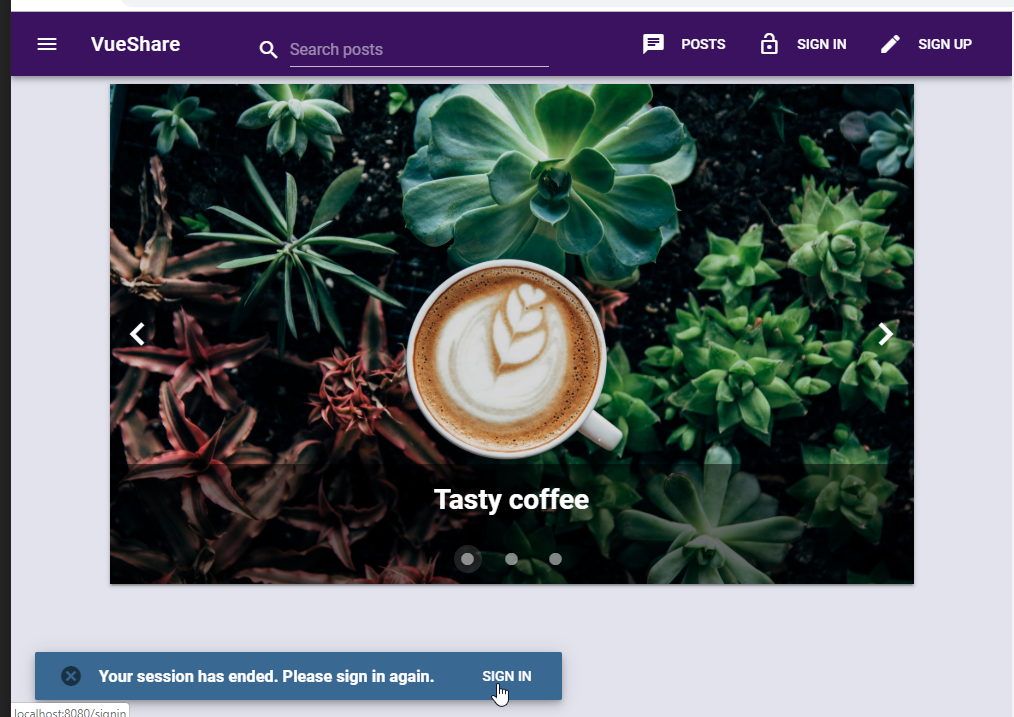 VueShare
Search posts
POSTS
SIGN IN
SIGN UP
Tasty coffee
Your session has ended. Please sign in again.
SIGN IN
localhost:8080/signin